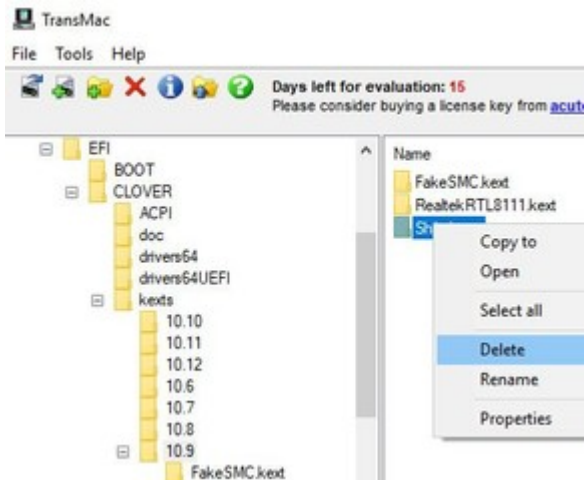 TransMac
File Tools Help
Days left for evaluation: 15
Please consider buying a license key from acut
EFI
BOOT
CLOVER
ACPI
doc
drivers64
drivers64UEFI
kexts
10.10
10.11
10.12
10.6
10.7
10.8
10.9
FakeSMC.kext
Name
FakeSMC.kext
RealtekRTL8111.kext
Copy to
Open
Select all
Delete
Rename
Properties